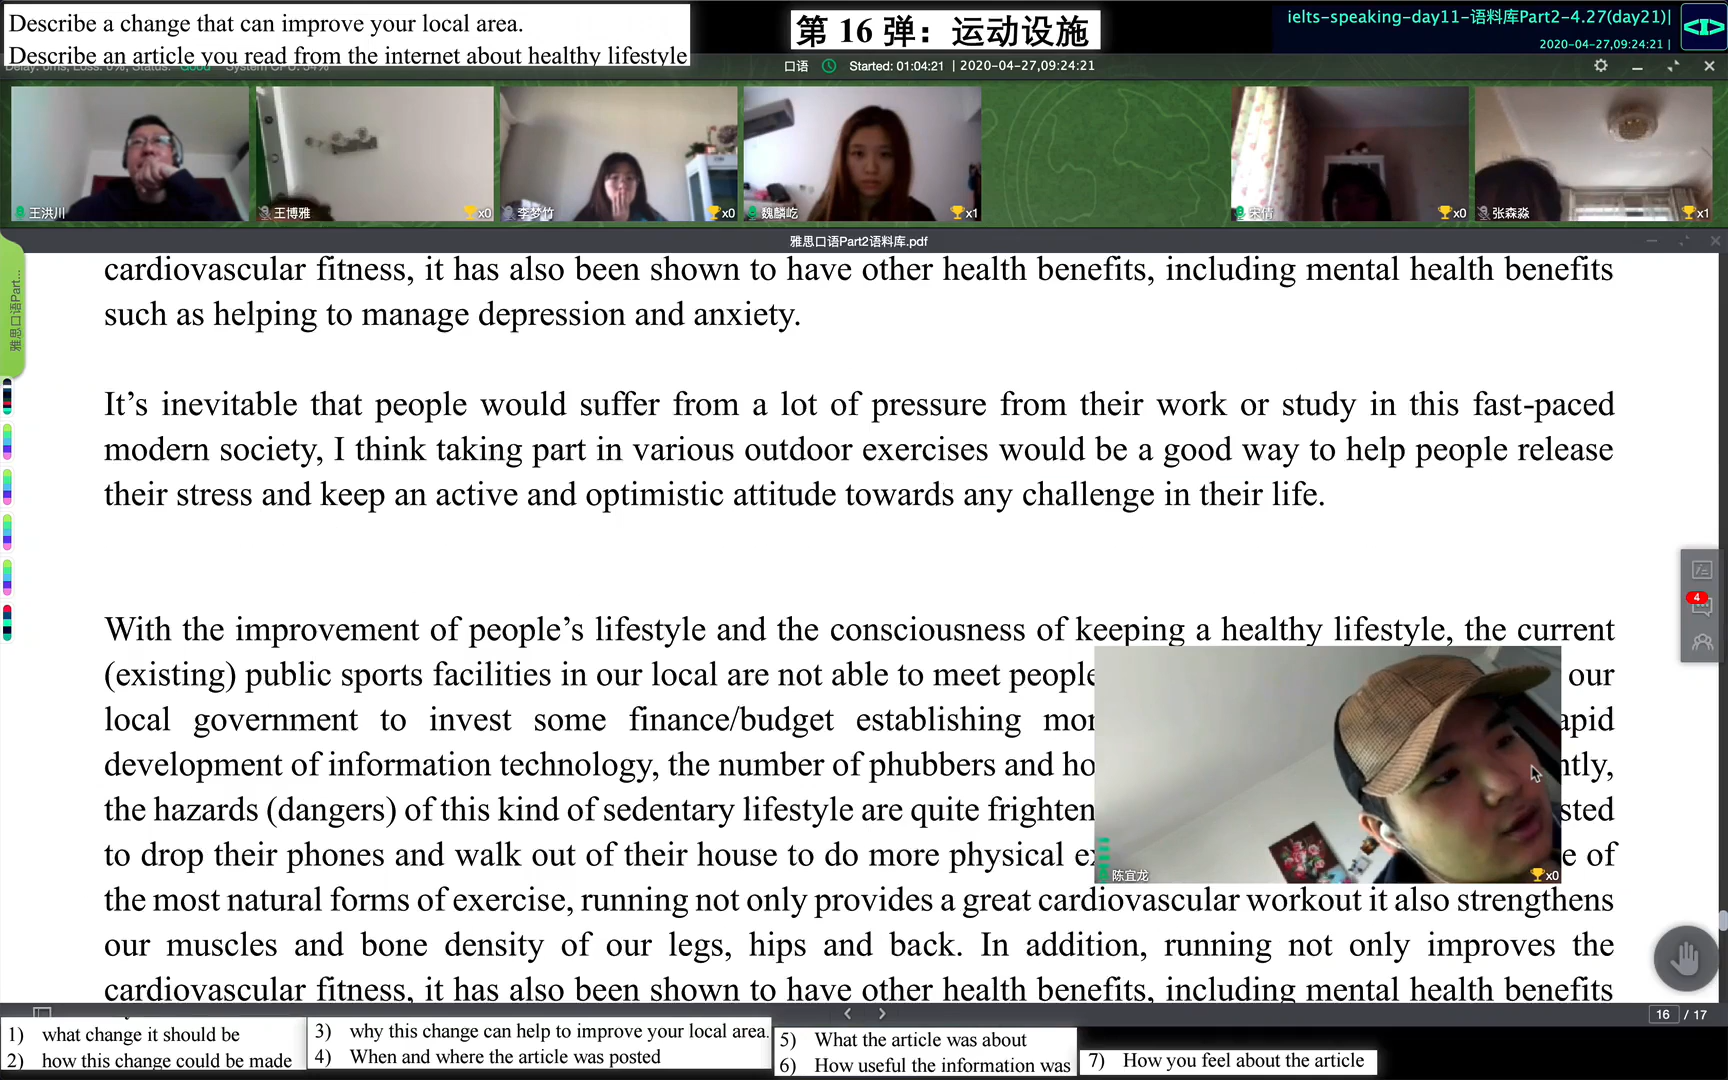 Describe a change that can improve your local area.
Describe an article you read from the internet about healthy lifestyle
第 16 弹：运动设施
ielts-speaking-day11-语料库Part2-4.27(day21)|
2020-04-27,09:24:21 |
口语 Started: 01:04:21 | 2020-04-27,09:24:21
王洪川
王博雅 x0
李梦竹 x0
魏麟屹 x1
宋倩 x0
张森淼 x1
雅思口语Part2语料库.pdf
雅思口语Part...
cardiovascular fitness, it has also been shown to have other health benefits, including mental health benefits
such as helping to manage depression and anxiety.
It’s inevitable that people would suffer from a lot of pressure from their work or study in this fast-paced
modern society, I think taking part in various outdoor exercises would be a good way to help people release
their stress and keep an active and optimistic attitude towards any challenge in their life.
With the improvement of people’s lifestyle and the consciousness of keeping a healthy lifestyle, the current
(existing) public sports facilities in our local are not able to meet people our
local government to invest some finance/budget establishing
development of information technology, the number of phubbers and
the hazards (dangers) of this kind of sedentary lifestyle are quite
to drop their phones and walk out of their house to do more physical of
the most natural forms of exercise, running not only provides a great cardiovascular workout it also strengthens
our muscles and bone density of our legs, hips and back. In addition, running not only improves the
cardiovascular fitness, it has also been shown to have other health benefits, including mental health benefits
4
陈宜龙 x0
16 / 17
1) what change it should be
2) how this change could be made
3) why this change can help to improve your local area.
4) When and where the article was posted
5) What the article was about
6) How useful the information was
7) How you feel about the article